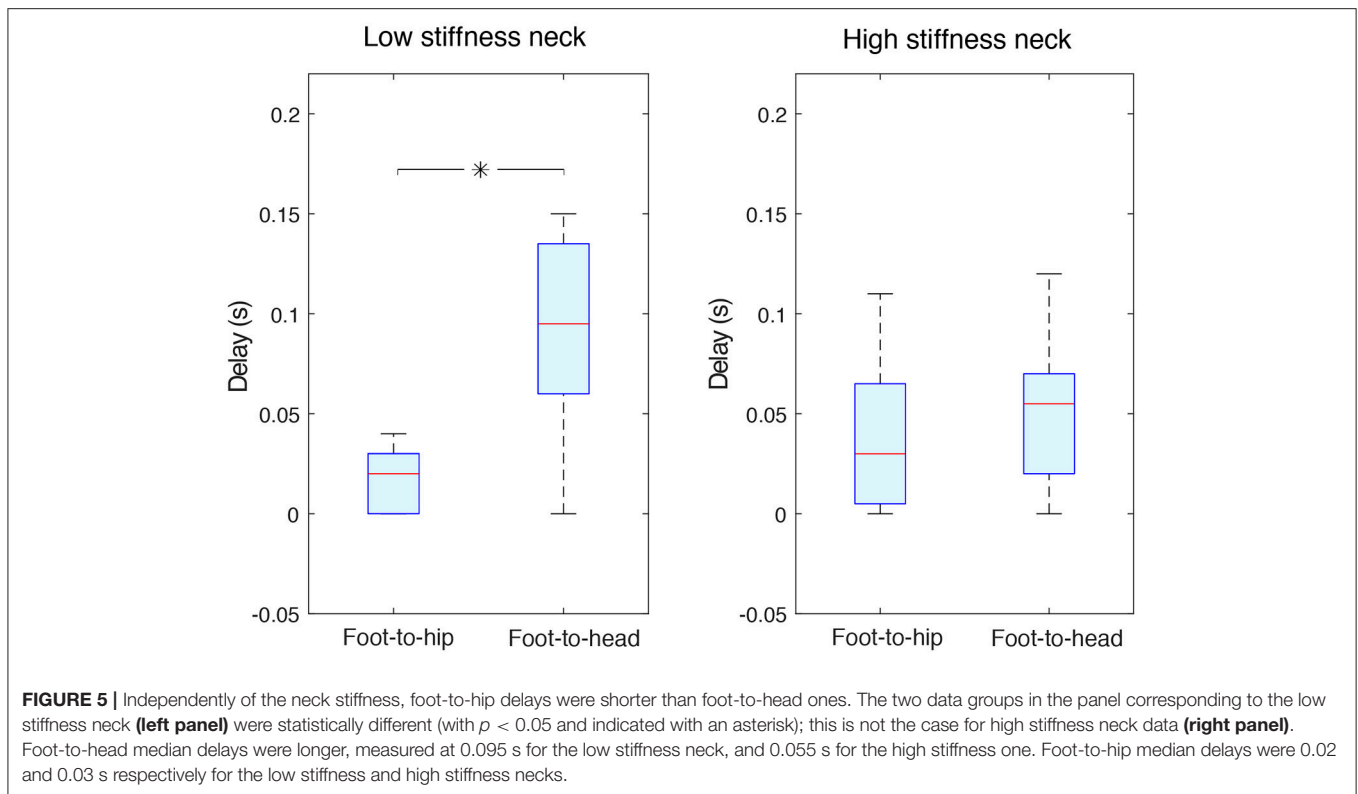 Low stiffness neck
High stiffness neck
0.2
0.15
0.1
0.05
0
-0.05
Delay (s)
*
Foot-to-hip
Foot-to-head
0.2
0.15
0.1
0.05
0
-0.05
Delay (s)
Foot-to-hip
Foot-to-head
FIGURE 5 | Independently of the neck stiffness, foot-to-hip delays were shorter than foot-to-head ones. The two data groups in the panel corresponding to the low
stiffness neck (left panel) were statistically different (with p < 0.05 and indicated with an asterisk); this is not the case for high stiffness neck data (right panel).
Foot-to-head median delays were longer, measured at 0.095 s for the low stiffness neck, and 0.055 s for the high stiffness one. Foot-to-hip median delays were 0.02
and 0.03 s respectively for the low stiffness and high stiffness necks.